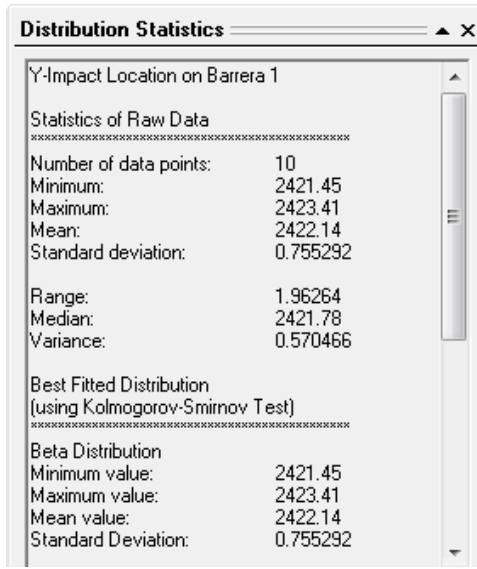 Distribution Statistics
Y-Impact Location on Barrera 1
Statistics of Raw Data
************************************************
Number of data points: 10
Minimum: 2421.45
Maximum: 2423.41
Mean: 2422.14
Standard deviation: 0.755292
Range: 1.96264
Median: 2421.78
Variance: 0.570466
Best Fitted Distribution
(using Kolmogorov-Smirnov Test)
************************************************
Beta Distribution
Minimum value: 2421.45
Maximum value: 2423.41
Mean value: 2422.14
Standard Deviation: 0.755292